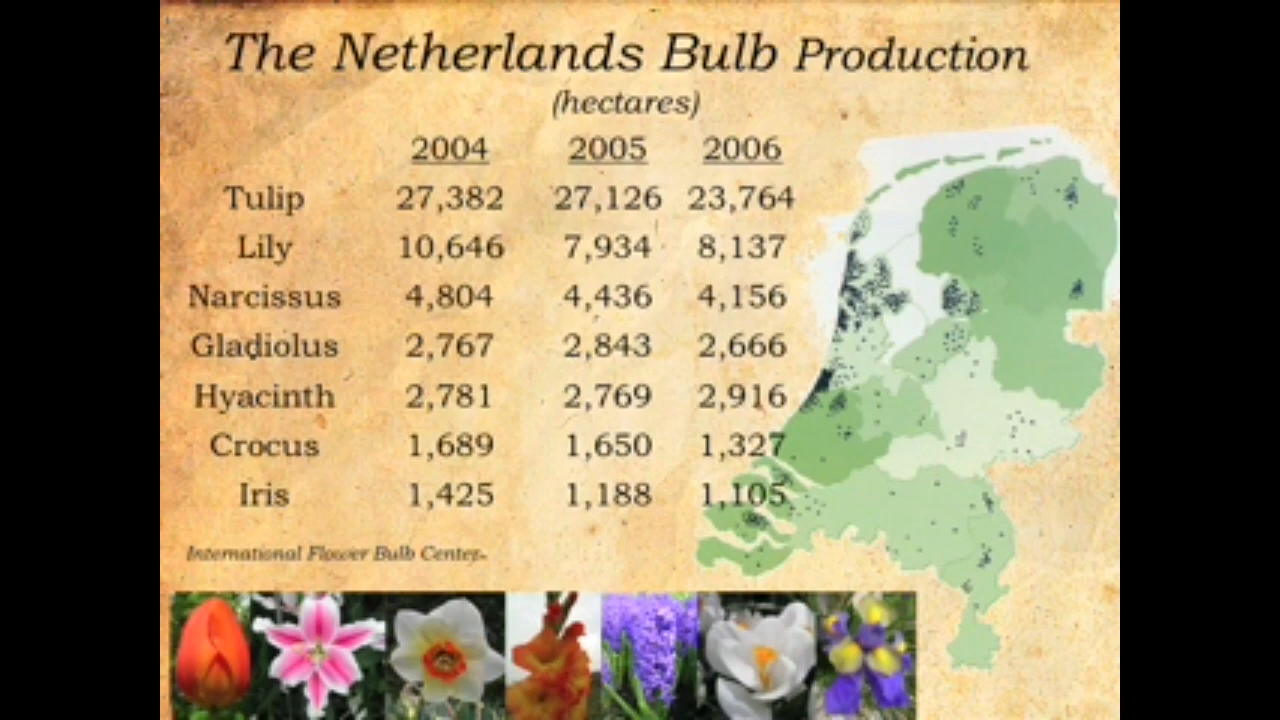 The Netherlands Bulb Production
(hectares)
2004 2005 2006
Tulip 27,382 27,126 23,764
Lily 10,646 7,934 8,137
Narcissus 4,804 4,436 4,156
Gladiolus 2,767 2,843 2,666
Hyacinth 2,781 2,769 2,916
Crocus 1,689 1,650 1,327
Iris 1,425 1,188 1,105
International Flower Bulb Center